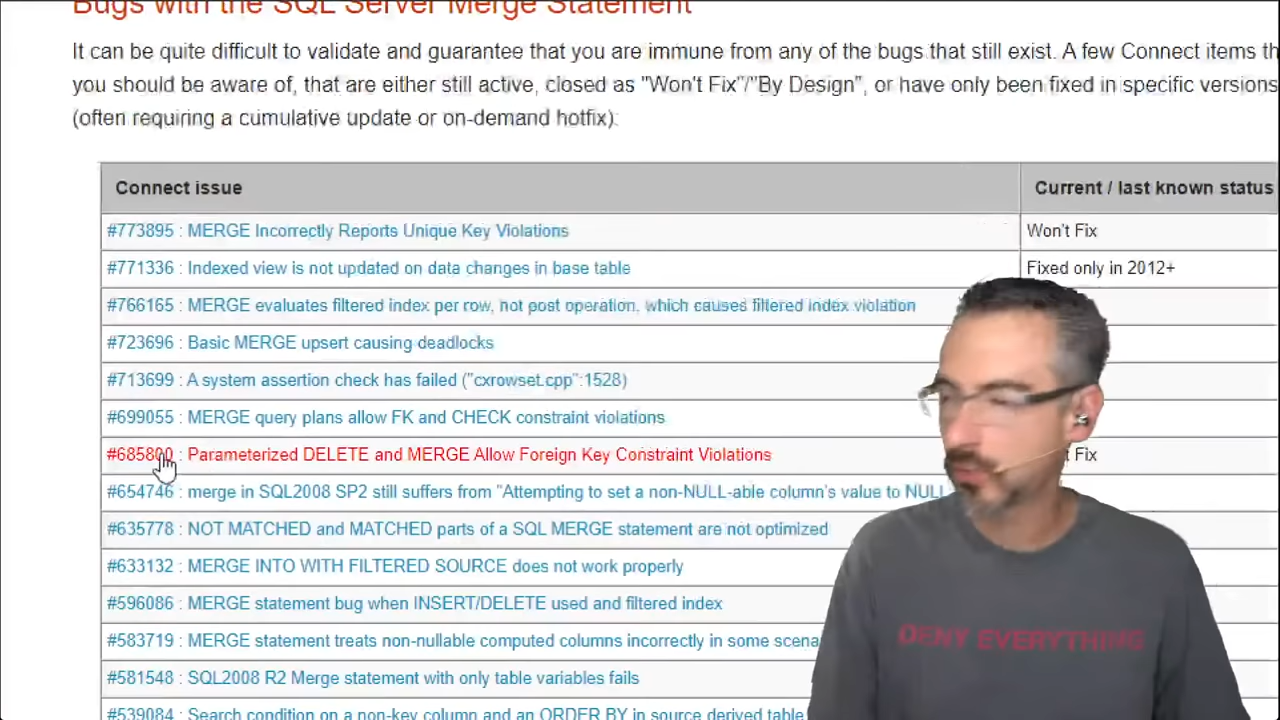 Bugs with the SQL Server Merge Statement
It can be quite difficult to validate and guarantee that you are immune from any of the bugs that still exist. A few Connect items th
you should be aware of, that are either still active, closed as "Won't Fix"/"By Design", or have only been fixed in specific versions
(often requiring a cumulative update or on-demand hotfix):
Connect issue
Current / last known status
#773895 : MERGE Incorrectly Reports Unique Key Violations
Won't Fix
#771336 : Indexed view is not updated on data changes in base table
Fixed only in 2012+
#766165 : MERGE evaluates filtered index per row, not post operation, which causes filtered index violation
#723696 : Basic MERGE upsert causing deadlocks
#713699 : A system assertion check has failed ("cxrowset.cpp":1528)
#699055 : MERGE query plans allow FK and CHECK constraint violations
#685800 : Parameterized DELETE and MERGE Allow Foreign Key Constraint Violations
t Fix
#654746 : merge in SQL2008 SP2 still suffers from "Attempting to set a non-NULL-able column's value to NULL
#635778 : NOT MATCHED and MATCHED parts of a SQL MERGE statement are not optimized
#633132 : MERGE INTO WITH FILTERED SOURCE does not work properly
#596086 : MERGE statement bug when INSERT/DELETE used and filtered index
#583719 : MERGE statement treats non-nullable computed columns incorrectly in some scena
#581548 : SQL2008 R2 Merge statement with only table variables fails
#539084 : Search condition on a non-key column and an ORDER BY in source derived table
DENY EVERYTHING